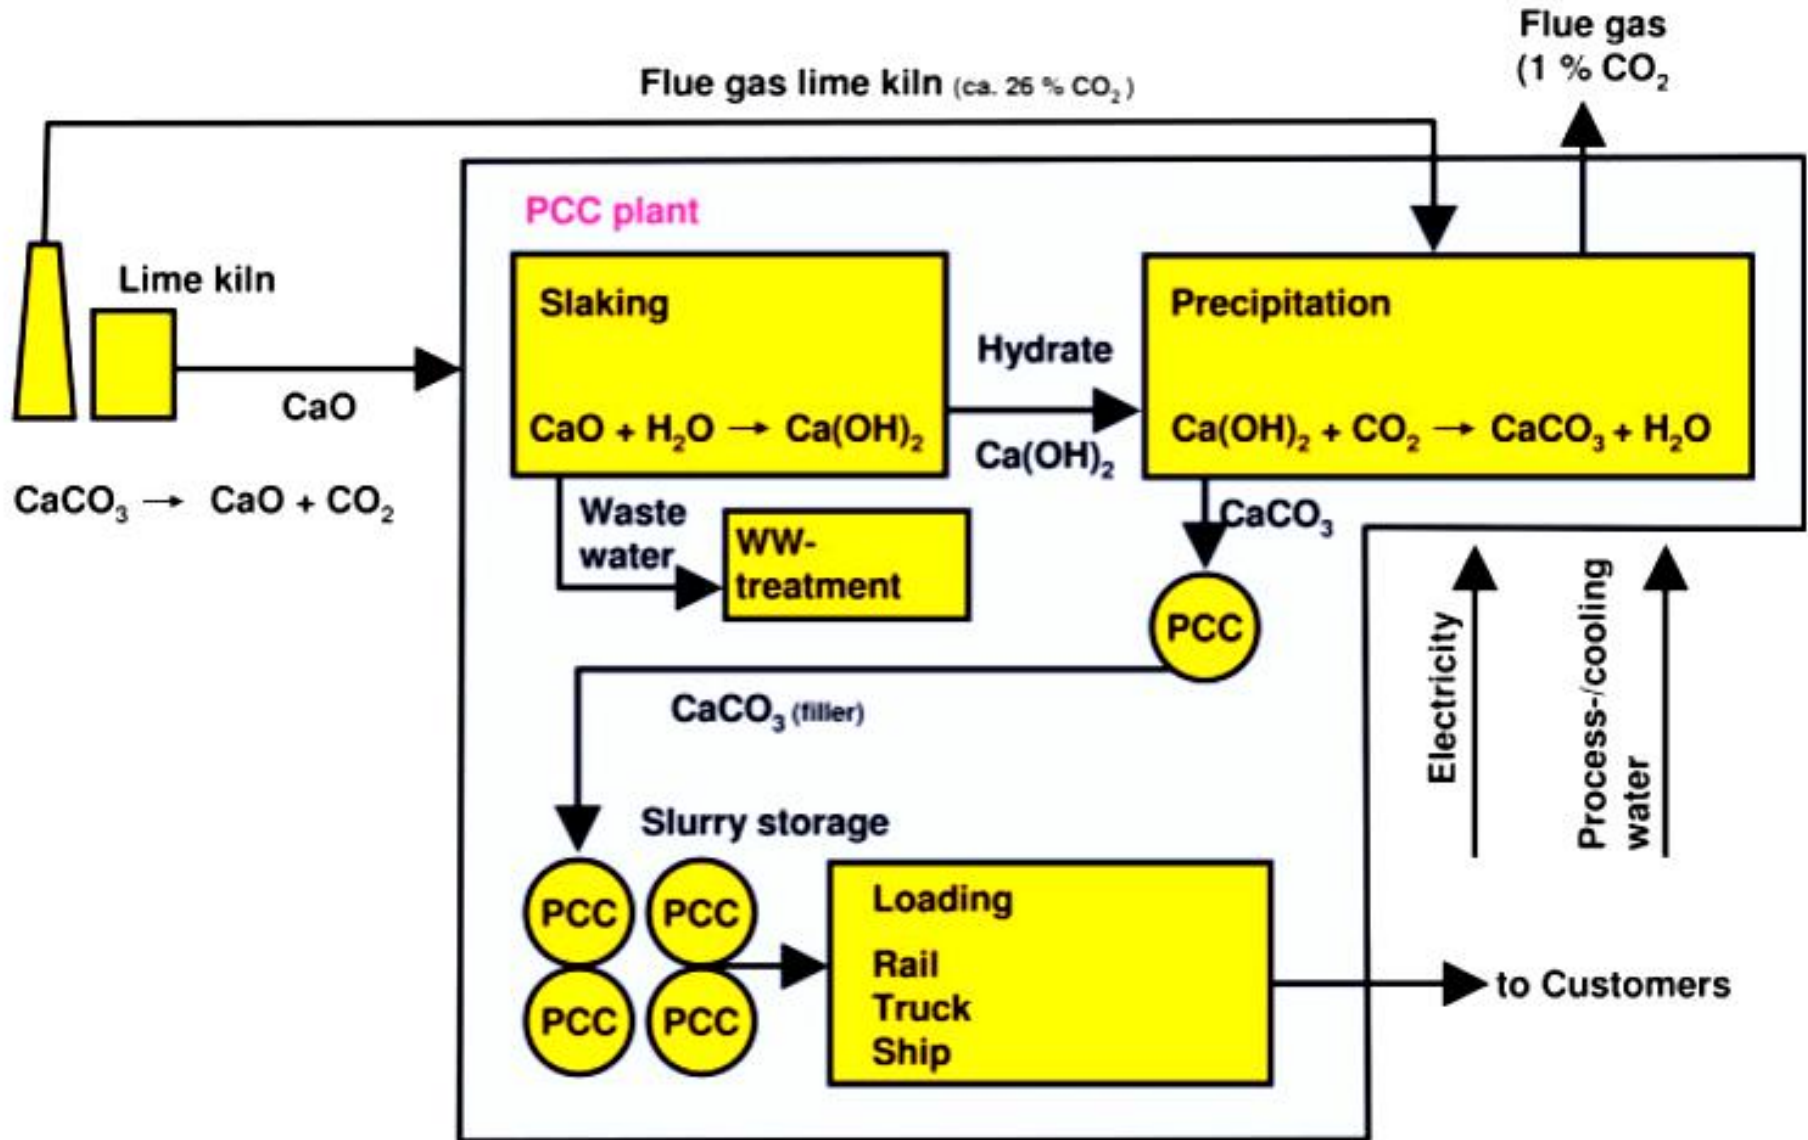 Flue gas
(1 % CO₂
Flue gas lime kiln (ca. 26 % CO₂)
PCC plant
Lime kiln
CaO
CaCO₃ → CaO + CO₂
Slaking
CaO + H₂O → Ca(OH)₂
Hydrate
Ca(OH)₂
Precipitation
Ca(OH)₂ + CO₂ → CaCO₃ + H₂O
Waste
water
WW-
treatment
CaCO₃
PCC
CaCO₃ (filler)
Electricity
Process-/cooling
water
Slurry storage
PCC
PCC
PCC
PCC
Loading
Rail
Truck
Ship
to Customers